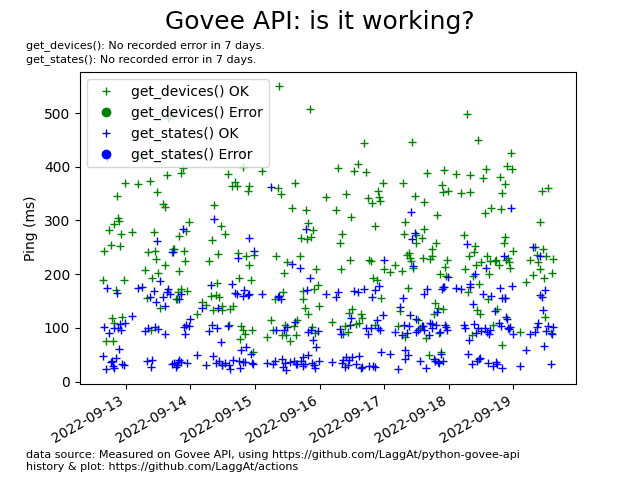 Govee API: is it working?
get_devices(): No recorded error in 7 days.
get_states(): No recorded error in 7 days.
get_devices() OK
get_devices() Error
get_states() OK
get_states() Error
Ping (ms)
500
400
300
200
100
0
2022-09-13
2022-09-14
2022-09-15
2022-09-16
2022-09-17
2022-09-18
2022-09-19
data source: Measured on Govee API, using https://github.com/LaggAt/python-govee-api
history & plot: https://github.com/LaggAt/actions